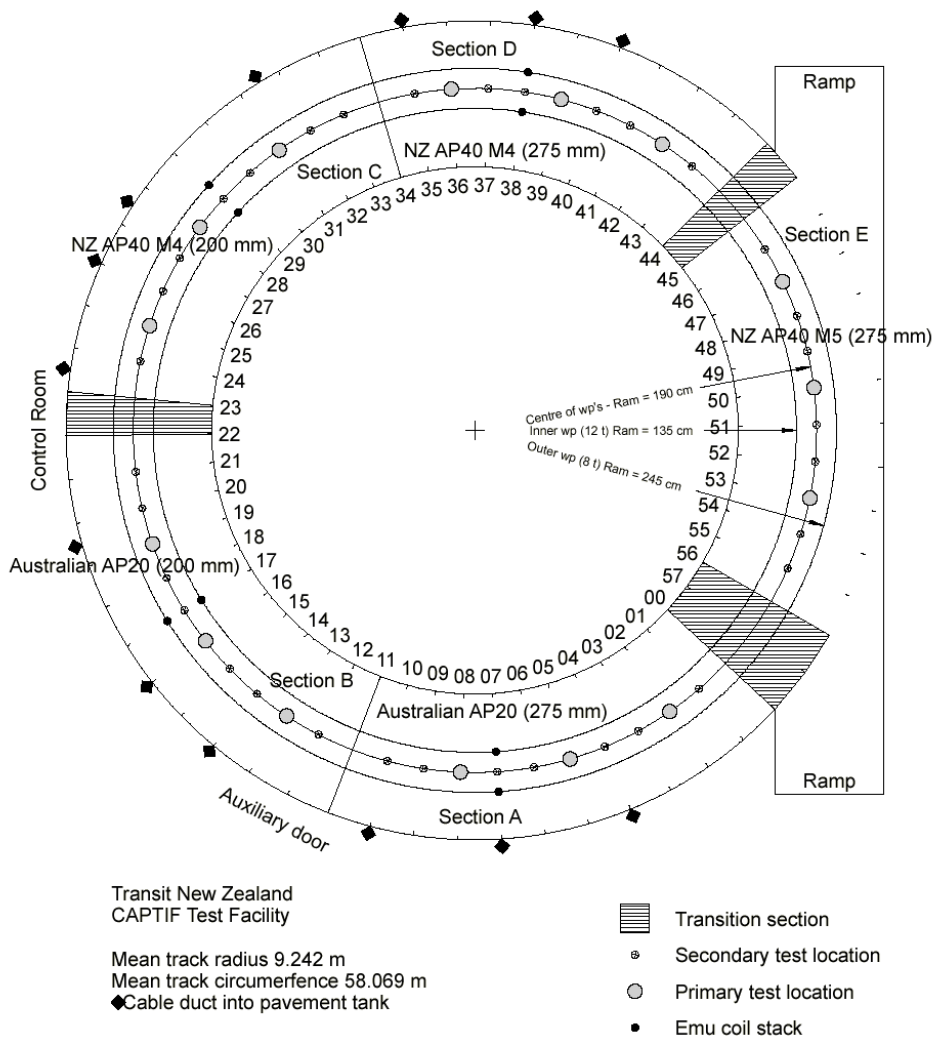 Section D
Ramp
NZ AP40 M4 (275 mm)
Section C
34 35 36 37 38 39 40 41 42 43 44 45 46 47 48 49 50 51 52 53 54 55 56 57 00 01 02 03 04 05 06 07 08 09 10 11 12 13 14 15 16 17 18 19 20 21 22 23 24 25 26 27 28 29 30 31 32 33
Section E
NZ AP40 M4 (200 mm)
NZ AP40 M5 (275 mm)
Centre of wp's - Ram = 190 cm
Inner wp (12 t) Ram = 135 cm
Outer wp (8 t) Ram = 245 cm
Control Room
Australian AP20 (200 mm)
Section B
Australian AP20 (275 mm)
Ramp
Section A
Auxiliary door
Transit New Zealand
CAPTIF Test Facility
Mean track radius 9.242 m
Mean track circumerfence 58.069 m
Cable duct into pavement tank
Transition section
Secondary test location
Primary test location
Emu coil stack